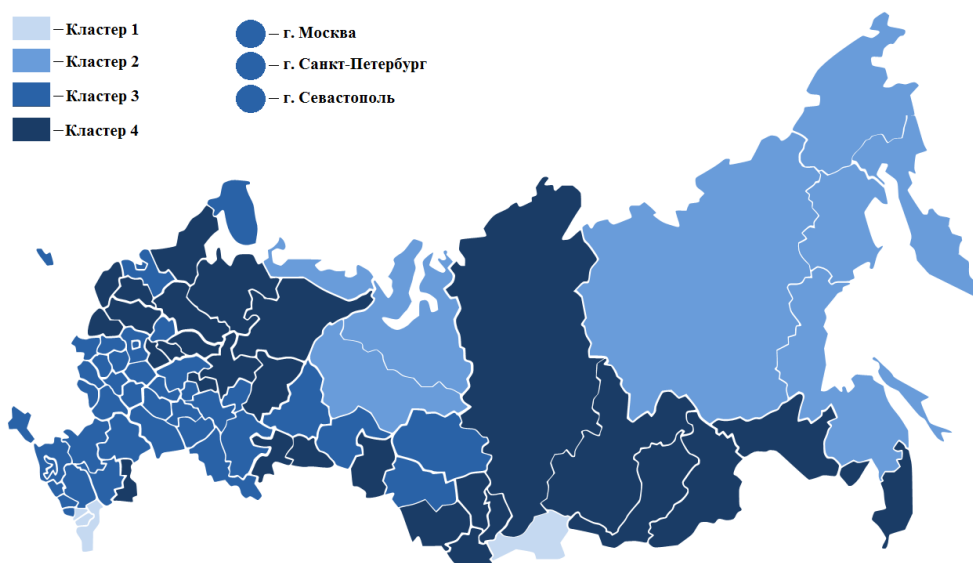 – Кластер 1
– Кластер 2
– Кластер 3
– Кластер 4
– г. Москва
– г. Санкт-Петербург
– г. Севастополь